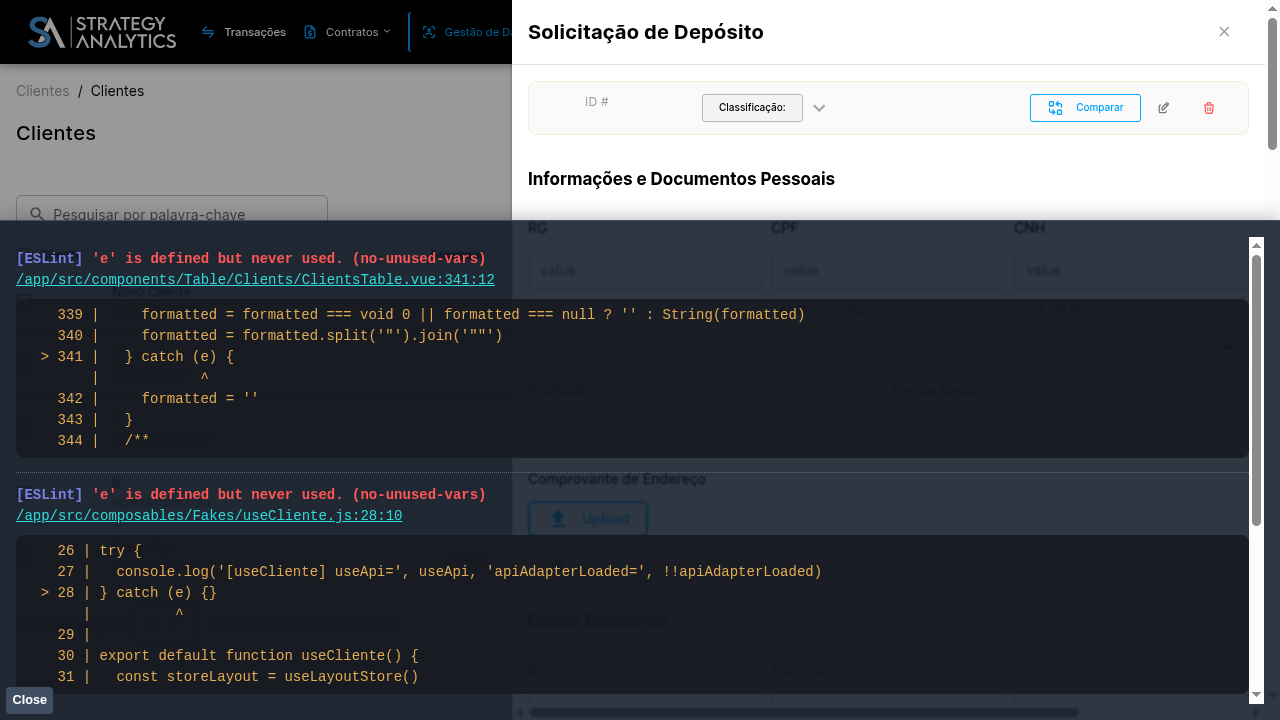 STRATEGY
ANALYTICS
Transações
Contratos
Gestão de Da
Clientes / Clientes
Clientes
Pesquisar por palavra-chave
Solicitação de Depósito
ID #
Classificação:
Comparar
Informações e Documentos Pessoais
RG CPF CNH
value value value
[ESLint] 'e' is defined but never used. (no-unused-vars)
/app/src/components/Table/Clients/ClientsTable.vue:341:12
339 |     formatted = formatted === void 0 || formatted === null ? '' : String(formatted)
340 |     formatted = formatted.split('"').join('""')
> 341 |   } catch (e) {
|            ^
342 |     formatted = ''
343 |   }
344 |   /**
Comprovante de Endereço
Upload
[ESLint] 'e' is defined but never used. (no-unused-vars)
/app/src/composables/Fakes/useCliente.js:28:10
26 | try {
27 |   console.log('[useCliente] useApi=', useApi, 'apiAdapterLoaded=', !!apiAdapterLoaded)
> 28 | } catch (e) {}
|          ^
29 |
30 | export default function useCliente() {
31 |   const storeLayout = useLayoutStore()
Dados Bancários
Banco Agência Conta
Close